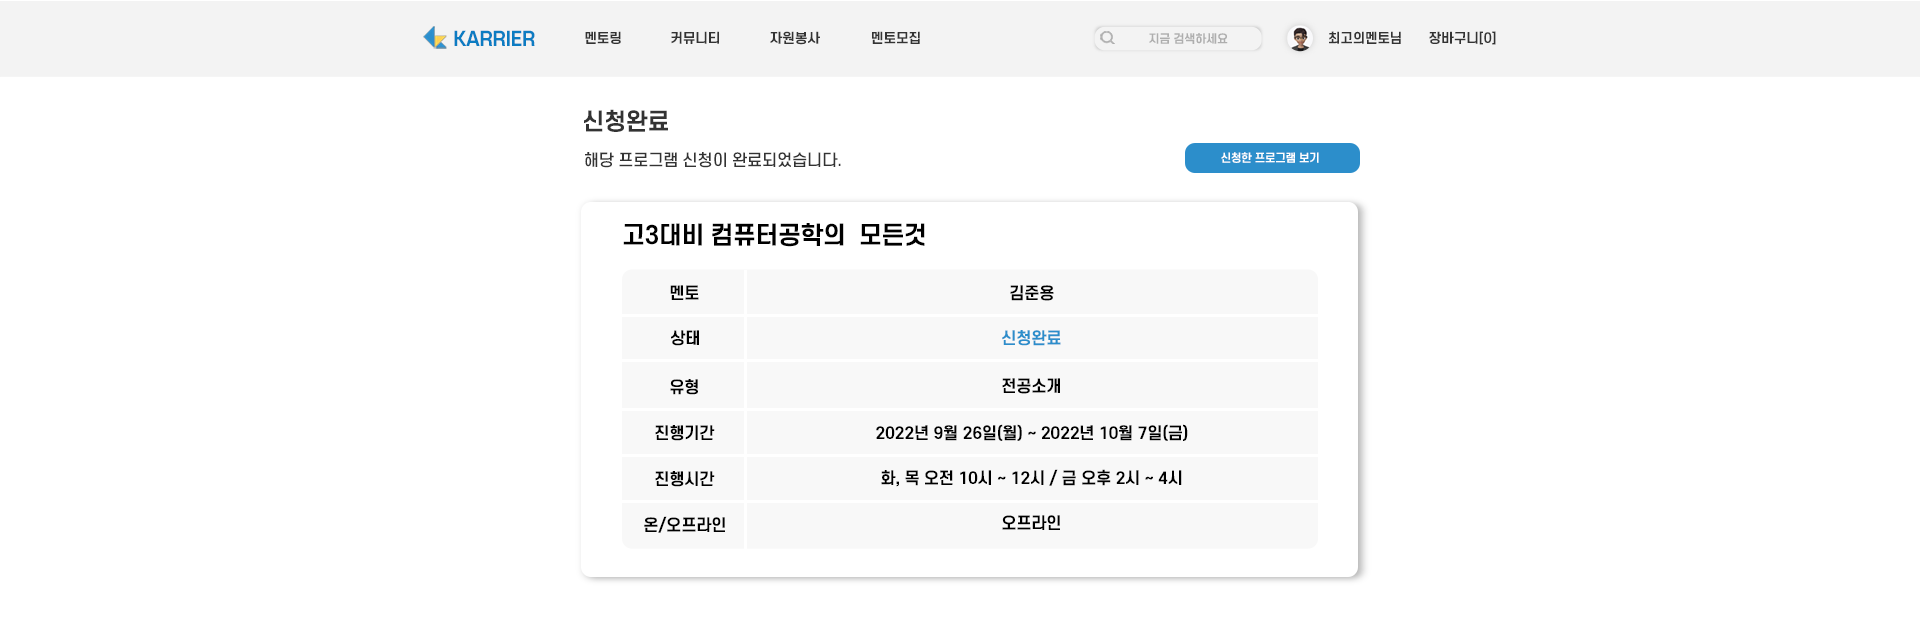 KARRIER 멘토링 커뮤니티 자원봉사 멘토모집 지금 검색하세요 최고의멘토님 장바구니[0]
신청완료
해당 프로그램 신청이 완료되었습니다.
신청한 프로그램 보기
고3대비 컴퓨터공학의  모든것
멘토 김준용
상태 신청완료
유형 전공소개
진행기간 2022년 9월 26일(월) ~ 2022년 10월 7일(금)
진행시간 화, 목 오전 10시 ~ 12시 / 금 오후 2시 ~ 4시
온/오프라인 오프라인